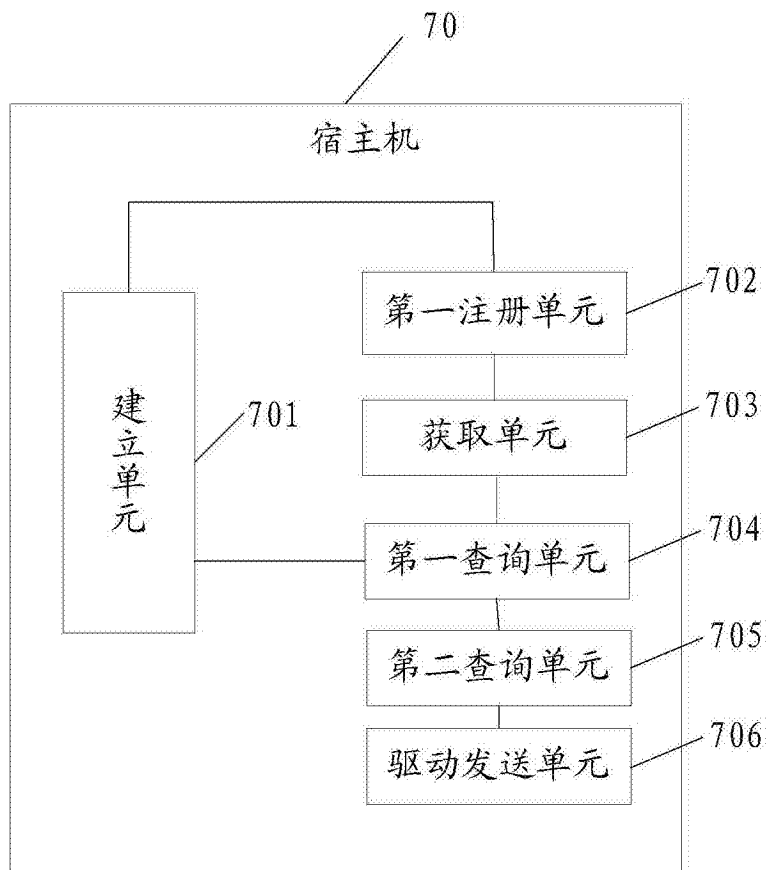 70
宿主机
702
第一注册单元
703
获取单元
建立单元
701
704
第一查询单元
705
第二查询单元
706
驱动发送单元